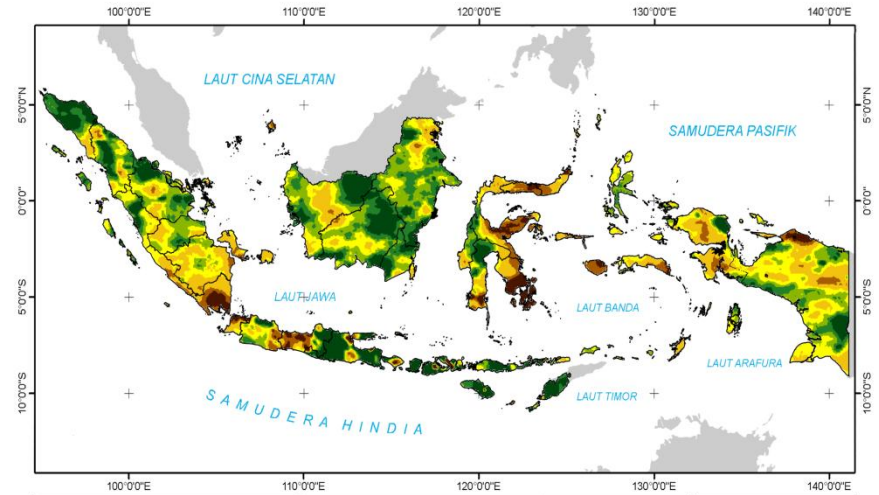 100°0'0"E 110°0'0"E 120°0'0"E 130°0'0"E 140°0'0"E
LAUT CINA SELATAN
5°0'0"N 5°0'0"N
SAMUDERA PASIFIK
0°0'0" 0°0'0"
5°0'0"S 5°0'0"S
LAUT JAWA
LAUT BANDA
LAUT ARAFURA
10°0'0"S 10°0'0"S
LAUT TIMOR
SAMUDERA HINDIA
100°0'0"E 110°0'0"E 120°0'0"E 130°0'0"E 140°0'0"E